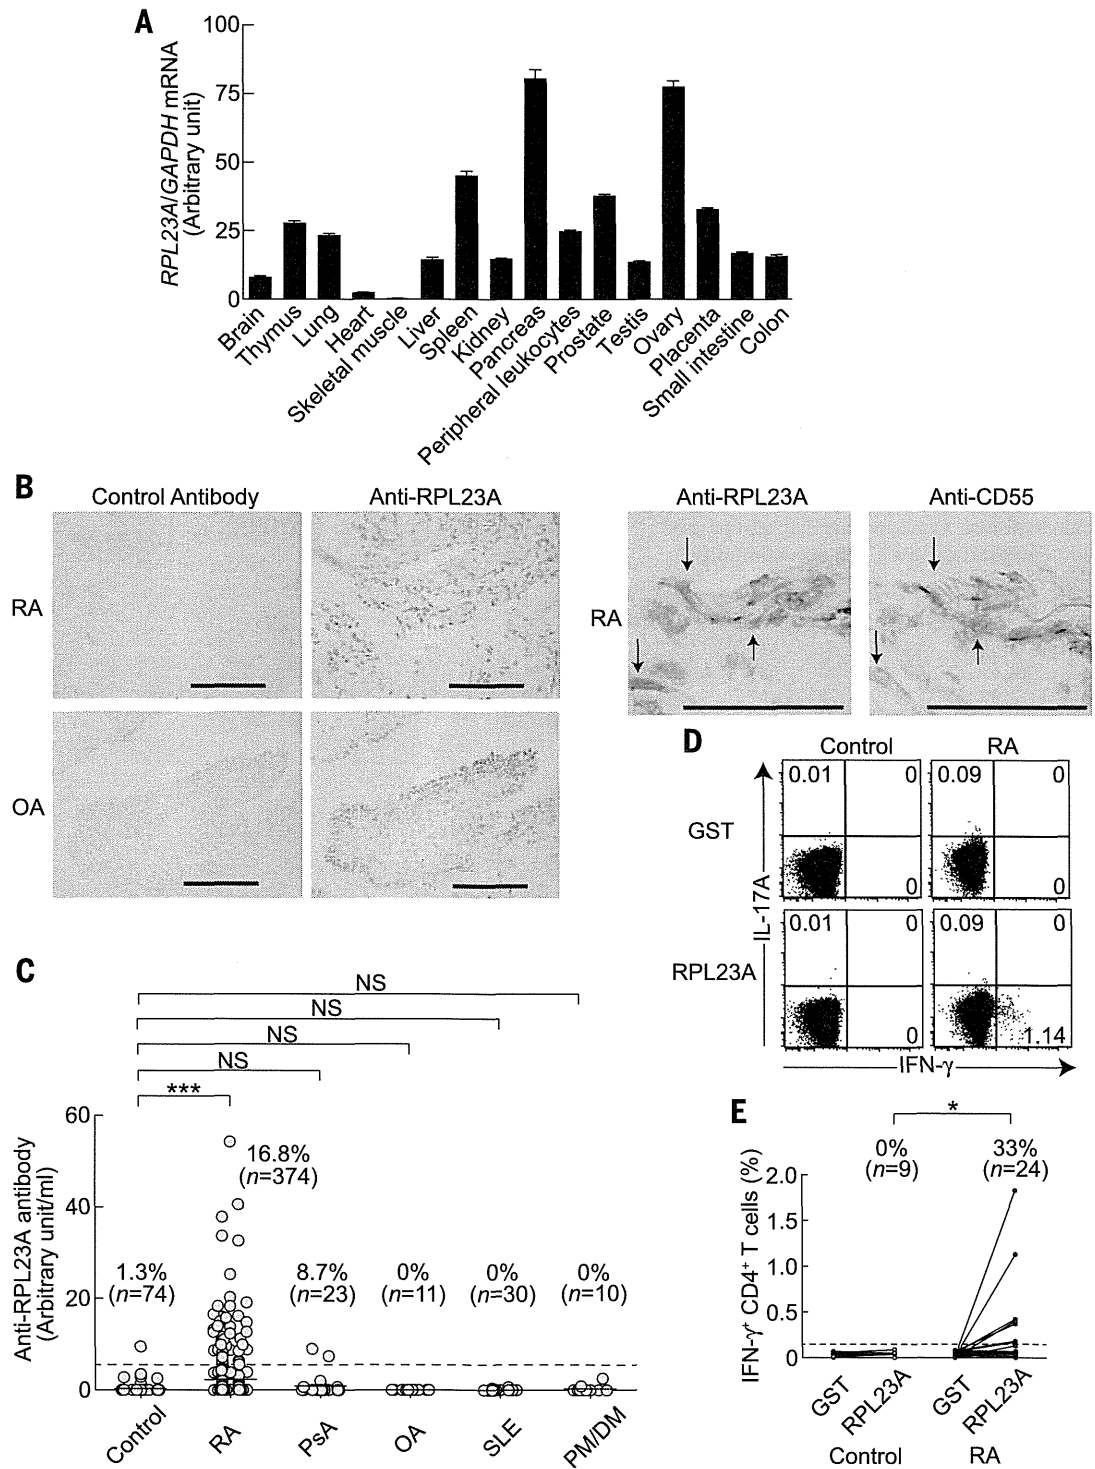 A
RPL23A/GAPDH mRNA
(Arbitrary unit)
100
75
50
25
0
Brain
Thymus
Lung
Heart
Skeletal muscle
Liver
Spleen
Kidney
Pancreas
Peripheral leukocytes
Prostate
Testis
Ovary
Placenta
Small intestine
Colon
B
Control Antibody
Anti-RPL23A
Anti-RPL23A
Anti-CD55
RA
RA
OA
D
Control
RA
GST
0.01
0
0
0.09
0
0
RPL23A
0.01
0
0
0.09
0
1.14
IL-17A
IFN-γ
C
NS
NS
NS
NS
***
Anti-RPL23A antibody
(Arbitrary unit/ml)
60
40
20
0
1.3%
(n=74)
16.8%
(n=374)
8.7%
(n=23)
0%
(n=11)
0%
(n=30)
0%
(n=10)
Control
RA
PsA
OA
SLE
PM/DM
E
*
0%
(n=9)
33%
(n=24)
IFN-γ⁺ CD4⁺ T cells (%)
2.0
1.5
1.0
0.5
0
GST
RPL23A
GST
RPL23A
Control
RA